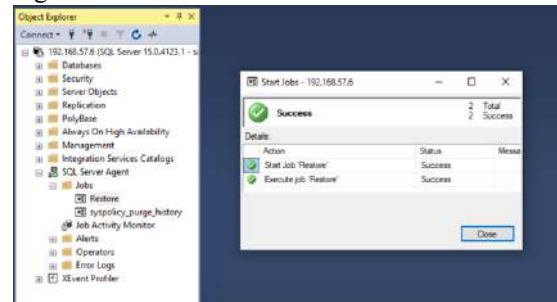 Object Explorer
Connect
192.168.57.6 (SQL Server 15.0.4123.1 - s
Databases
Security
Server Objects
Replication
PolyBase
Always On High Availability
Management
Integration Services Catalogs
SQL Server Agent
Jobs
Restore
syspolicy_purge_history
Job Activity Monitor
Alerts
Operators
Error Logs
XEvent Profiler
Start Jobs - 192.168.57.6
Success
2 Total
2 Success
Details:
Action Status Messa
Start Job 'Restore' Success
Execute job 'Restore' Success
Close